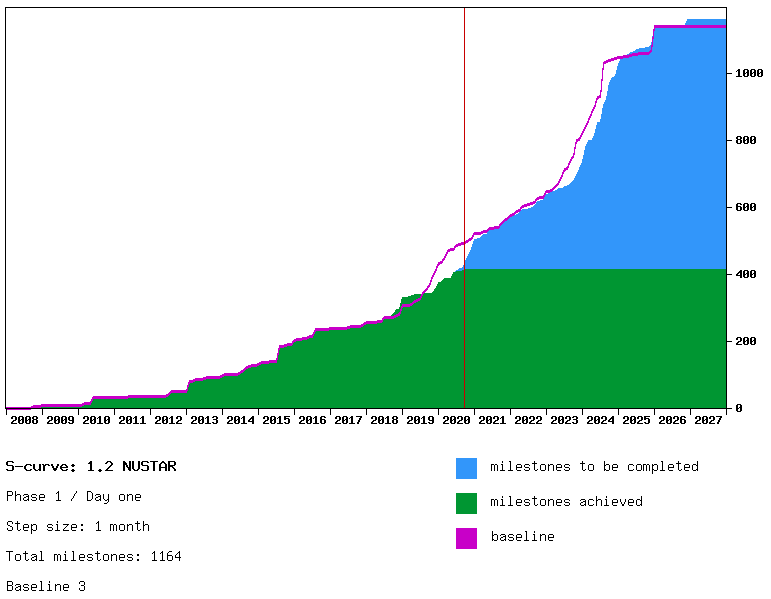 1000
800
600
400
200
0
2008 2009 2010 2011 2012 2013 2014 2015 2016 2017 2018 2019 2020 2021 2022 2023 2024 2025 2026 2027
S-curve: 1.2 NUSTAR
milestones to be completed
Phase 1 / Day one
milestones achieved
Step size: 1 month
baseline
Total milestones: 1164
Baseline 3